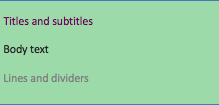 Titles and subtitles
Body text
Lines and dividers